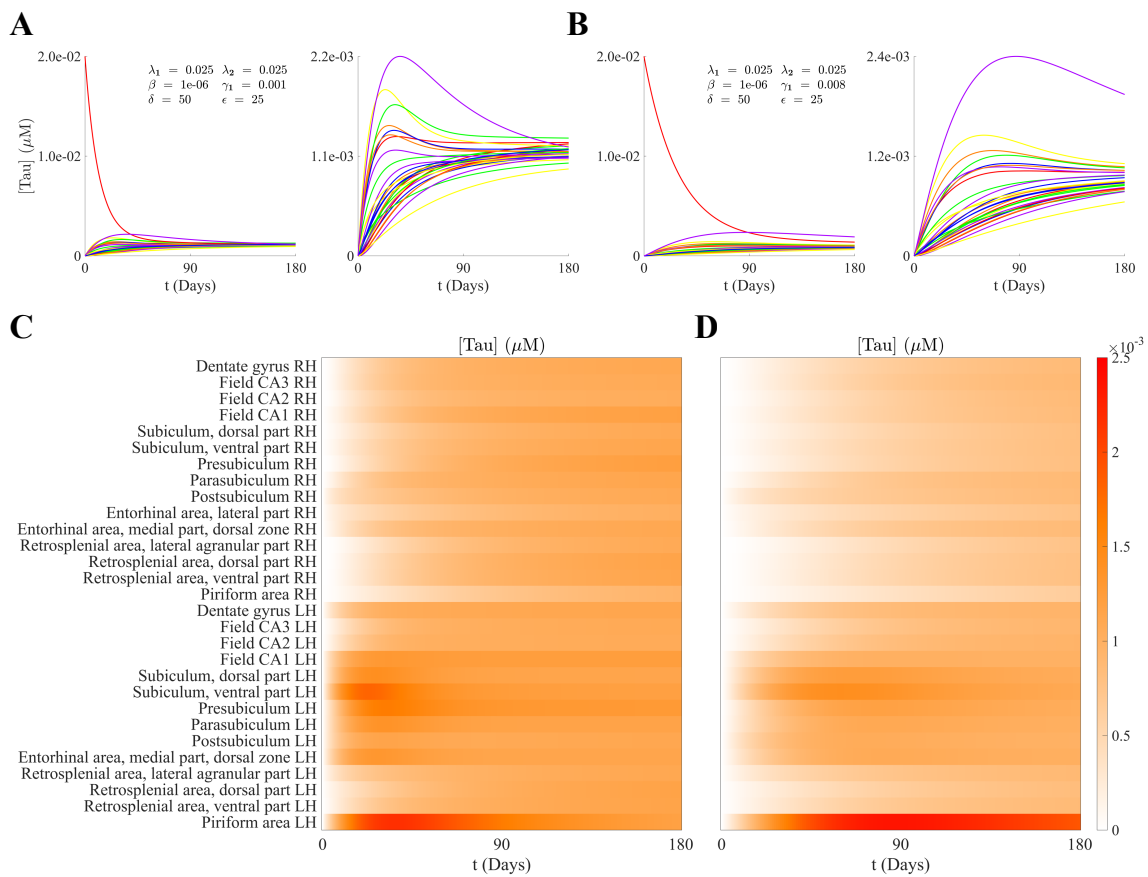 A
B
2.0e-02
1.0e-02
0
[Tau] (μM)
λ1 = 0.025 λ2 = 0.025
β = 1e-06 γ1 = 0.001
δ = 50 ϵ = 25
0 90 180
t (Days)
2.2e-03
1.1e-03
0
0 90 180
t (Days)
2.0e-02
1.0e-02
0
λ1 = 0.025 λ2 = 0.025
β = 1e-06 γ1 = 0.008
δ = 50 ϵ = 25
0 90 180
t (Days)
2.4e-03
1.2e-03
0
0 90 180
t (Days)
C
D
[Tau] (μM)
[Tau] (μM)
Dentate gyrus RH
Field CA3 RH
Field CA2 RH
Field CA1 RH
Subiculum, dorsal part RH
Subiculum, ventral part RH
Presubiculum RH
Parasubiculum RH
Postsubiculum RH
Entorhinal area, lateral part RH
Entorhinal area, medial part, dorsal zone RH
Retrosplenial area, lateral agranular part RH
Retrosplenial area, dorsal part RH
Retrosplenial area, ventral part RH
Piriform area RH
Dentate gyrus LH
Field CA3 LH
Field CA2 LH
Field CA1 LH
Subiculum, dorsal part LH
Subiculum, ventral part LH
Presubiculum LH
Parasubiculum LH
Postsubiculum LH
Entorhinal area, medial part, dorsal zone LH
Retrosplenial area, lateral agranular part LH
Retrosplenial area, dorsal part LH
Retrosplenial area, ventral part LH
Piriform area LH
0 90 180
t (Days)
0 90 180
t (Days)
×10-3
2.5
2
1.5
1
0.5
0